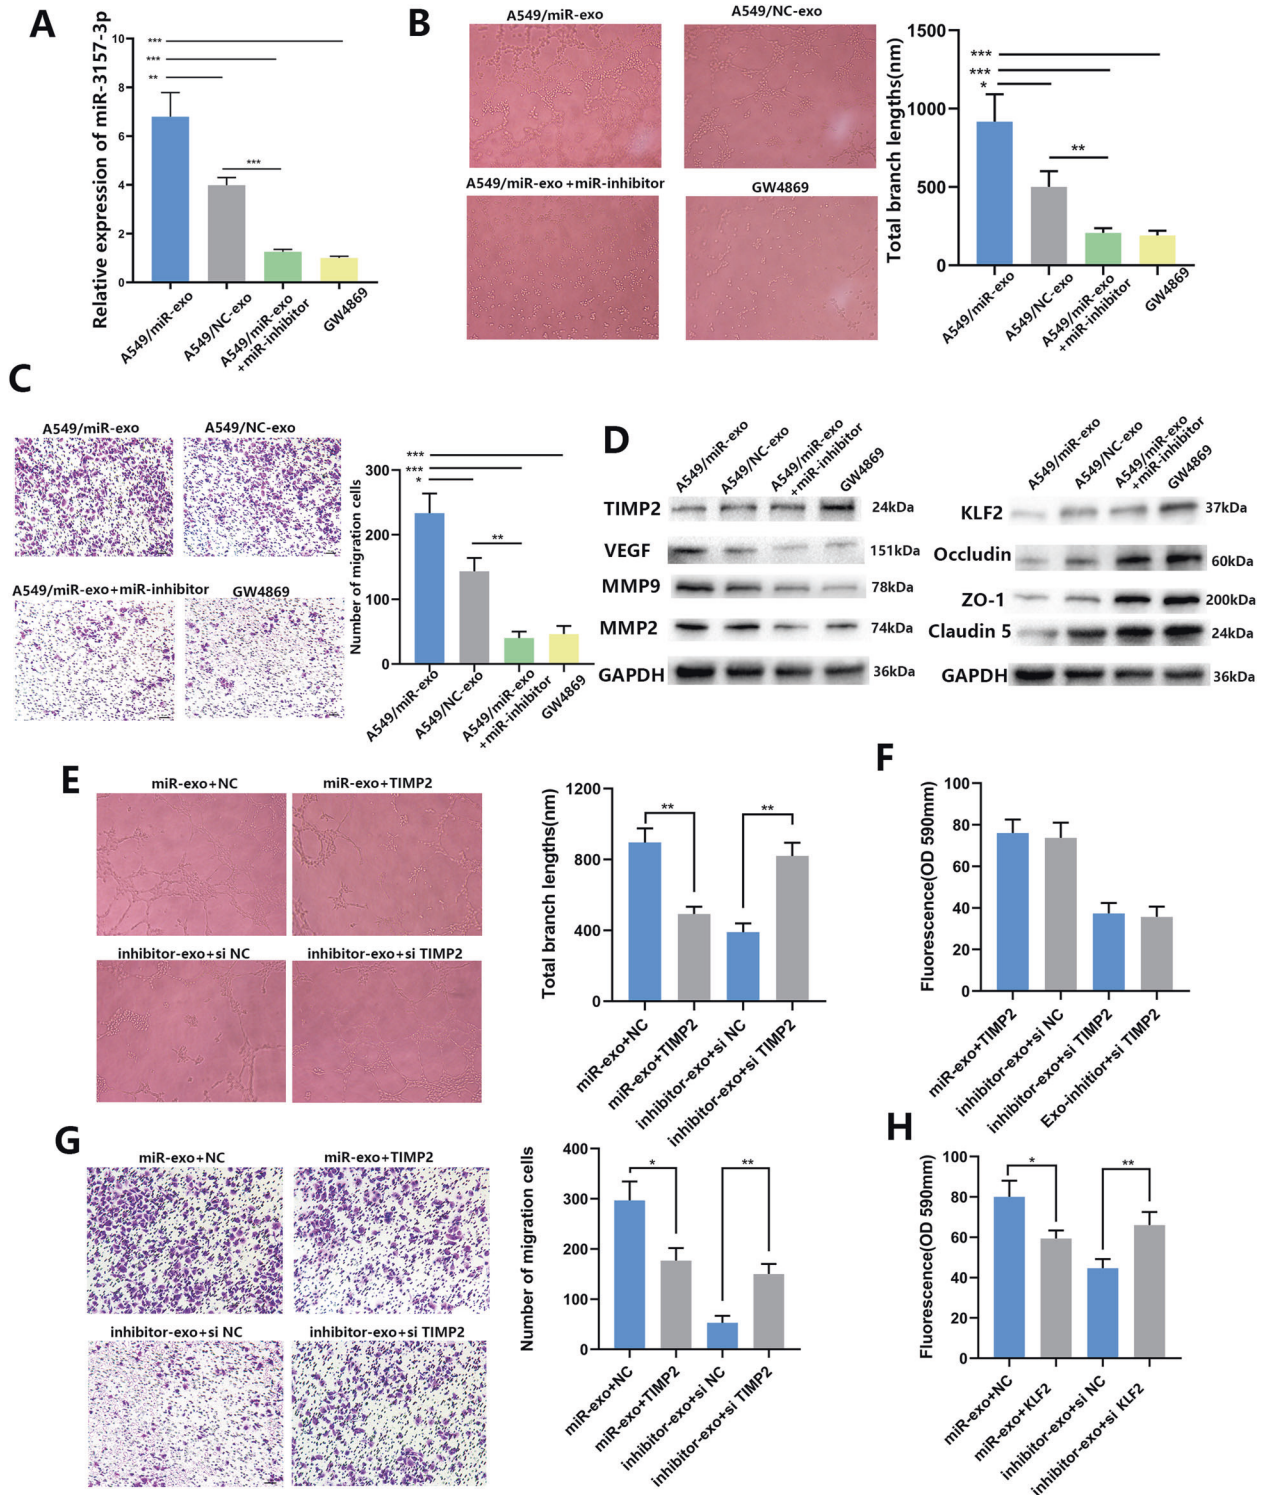 A
Relative expression of miR-3157-3p
10
8
6
4
2
0
***
***
**
***
A549/miR-exo
A549/NC-exo
A549/miR-exo
+miR-inhibitor
GW4869
B
A549/miR-exo
A549/NC-exo
A549/miR-exo +miR-inhibitor
GW4869
Total branch lengths(nm)
1500
1000
500
0
***
***
*
**
A549/miR-exo
A549/NC-exo
A549/miR-exo
+miR-inhibitor
GW4869
C
A549/miR-exo
A549/NC-exo
A549/miR-exo+miR-inhibitor
GW4869
Number of migration cells
300
200
100
0
***
***
*
**
A549/miR-exo
A549/NC-exo
A549/miR-exo
+miR-inhibitor
GW4869
D
A549/miR-exo
A549/NC-exo
A549/miR-exo
+miR-inhibitor
GW4869
TIMP2 24kDa
VEGF 151kDa
MMP9 78kDa
MMP2 74kDa
GAPDH 36kDa
A549/miR-exo
A549/NC-exo
A549/miR-exo
+miR-inhibitor
GW4869
KLF2 37kDa
Occludin 60kDa
ZO-1 200kDa
Claudin 5 24kDa
GAPDH 36kDa
E
miR-exo+NC
miR-exo+TIMP2
inhibitor-exo+si NC
inhibitor-exo+si TIMP2
Total branch lengths(nm)
1200
800
400
0
**
**
miR-exo+NC
miR-exo+TIMP2
inhibitor-exo+si NC
inhibitor-exo+si TIMP2
F
Fluorescence(OD 590mm)
100
80
60
40
20
0
miR-exo+TIMP2
inhibitor-exo+si NC
inhibitor-exo+si TIMP2
Exo-inhitior+si TIMP2
G
miR-exo+NC
miR-exo+TIMP2
inhibitor-exo+si NC
inhibitor-exo+si TIMP2
Number of migration cells
400
300
200
100
0
*
**
miR-exo+NC
miR-exo+TIMP2
inhibitor-exo+si NC
inhibitor-exo+si TIMP2
H
Fluorescence(OD 590mm)
100
80
60
40
20
0
*
**
miR-exo+NC
miR-exo+KLF2
inhibitor-exo+si NC
inhibitor-exo+si KLF2